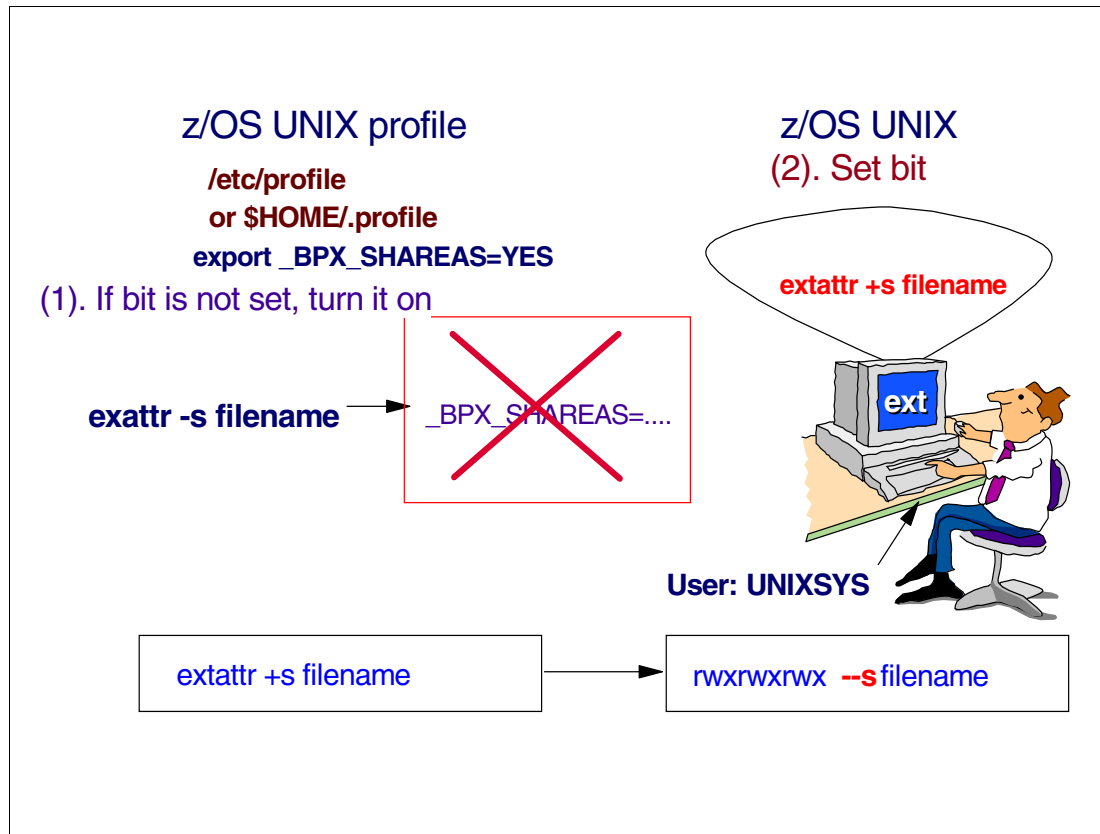 z/OS UNIX profile
/etc/profile
or $HOME/.profile
export _BPX_SHAREAS=YES
(1). If bit is not set, turn it on
exattr -s filename
_BPX_SHAREAS=....
z/OS UNIX
(2). Set bit
extattr +s filename
ext
User: UNIXSYS
extattr +s filename
rwxrwxrwx --s filename